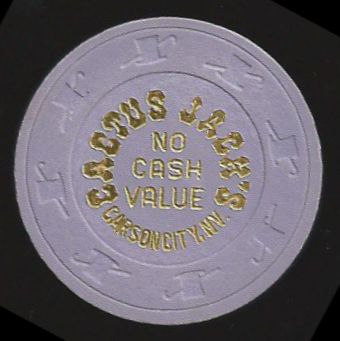 CACTUS JACK'S
NO
CASH
VALUE
CARSON CITY, NV.